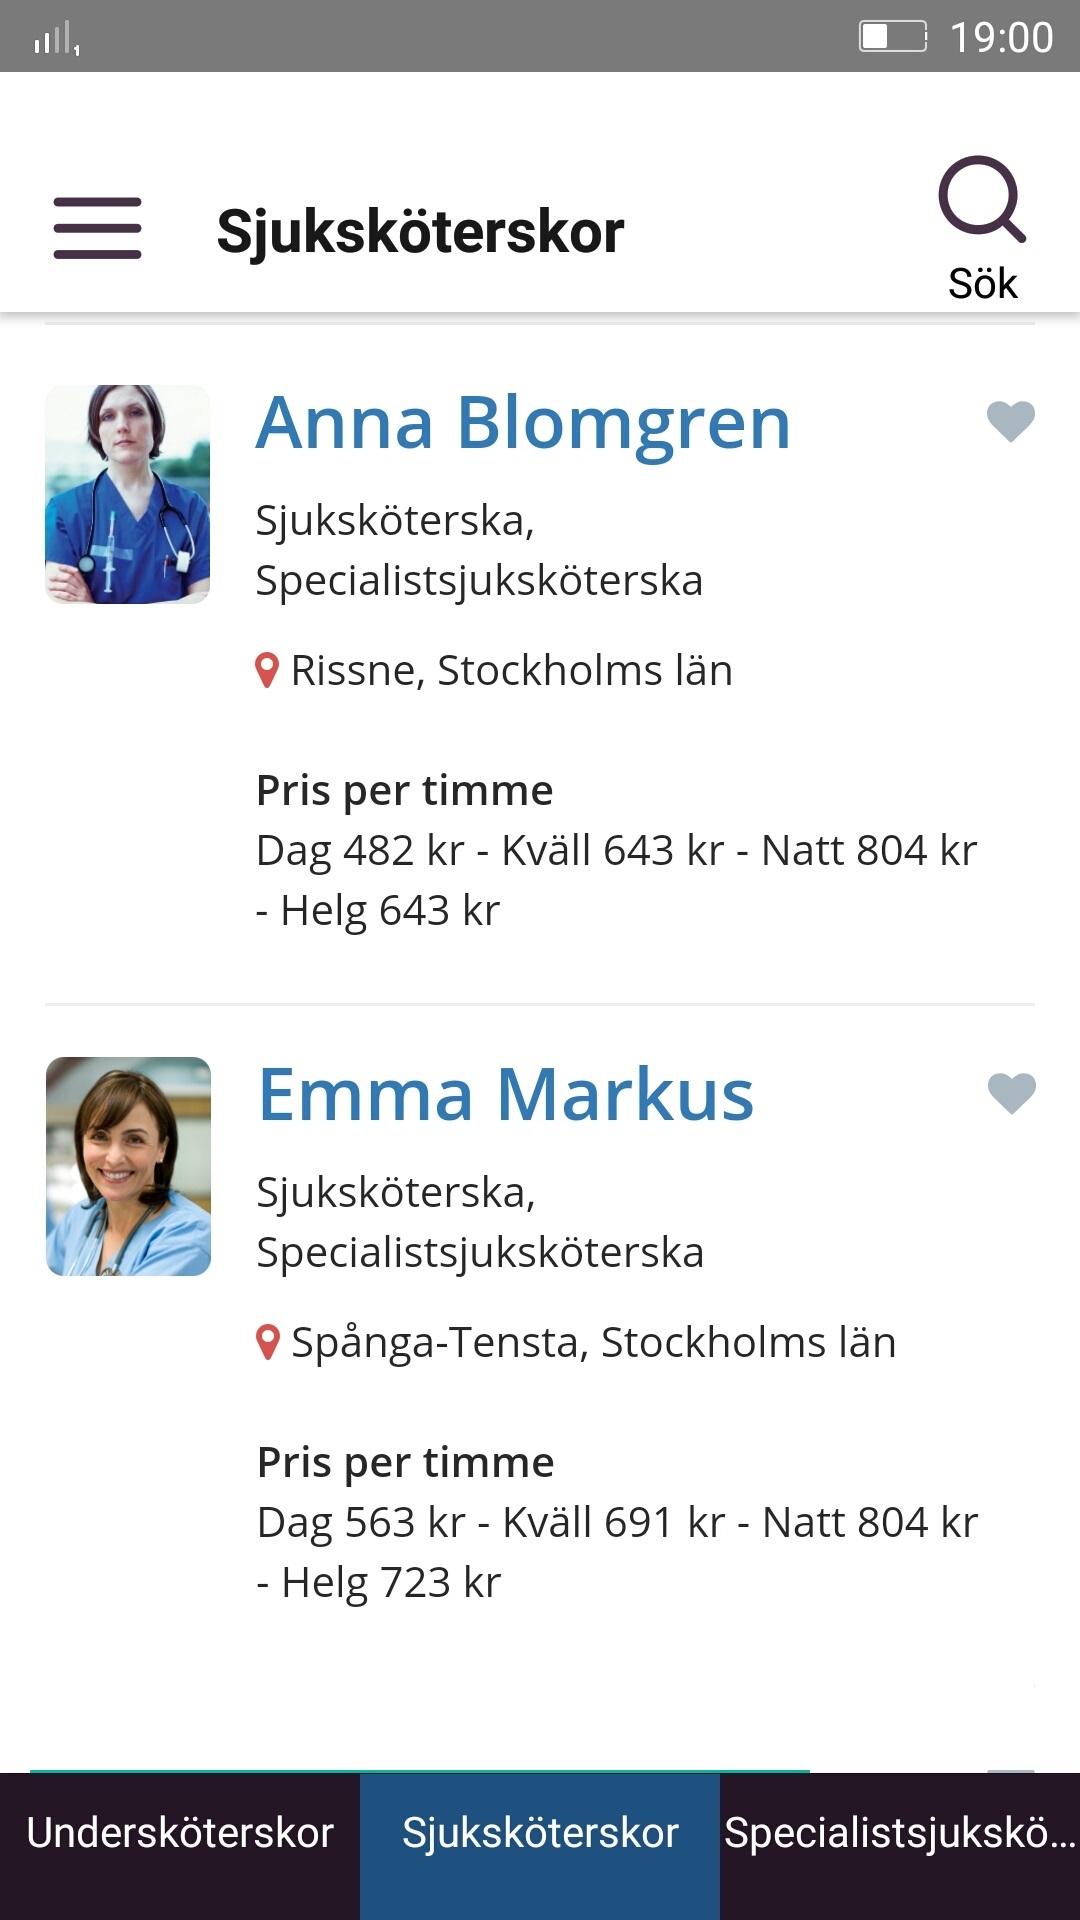 19:00
Sjuksköterskor
Sök
Anna Blomgren
Sjuksköterska,
Specialistsjuksköterska
Rissne, Stockholms län
Pris per timme
Dag 482 kr - Kväll 643 kr - Natt 804 kr
- Helg 643 kr
Emma Markus
Sjuksköterska,
Specialistsjuksköterska
Spånga-Tensta, Stockholms län
Pris per timme
Dag 563 kr - Kväll 691 kr - Natt 804 kr
- Helg 723 kr
Undersköterskor
Sjuksköterskor
Specialistsjukskö...